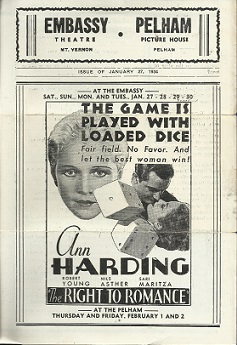 EMBASSY • PELHAM
THEATRE PICTURE HOUSE
MT. VERNON PELHAM
ISSUE OF JANUARY 27, 1934
AT THE EMBASSY
SAT., SUN., MON. AND TUES., JAN. 27 - 28 - 29 - 30
THE GAME IS
PLAYED WITH
LOADED DICE
Fair field. No Favor. And
let the best woman win!
Ann
HARDING
ROBERT NILS SARI
YOUNG ASTHER MARITZA
The RIGHT TO ROMANCE
AT THE PELHAM
THURSDAY AND FRIDAY, FEBRUARY 1 AND 2